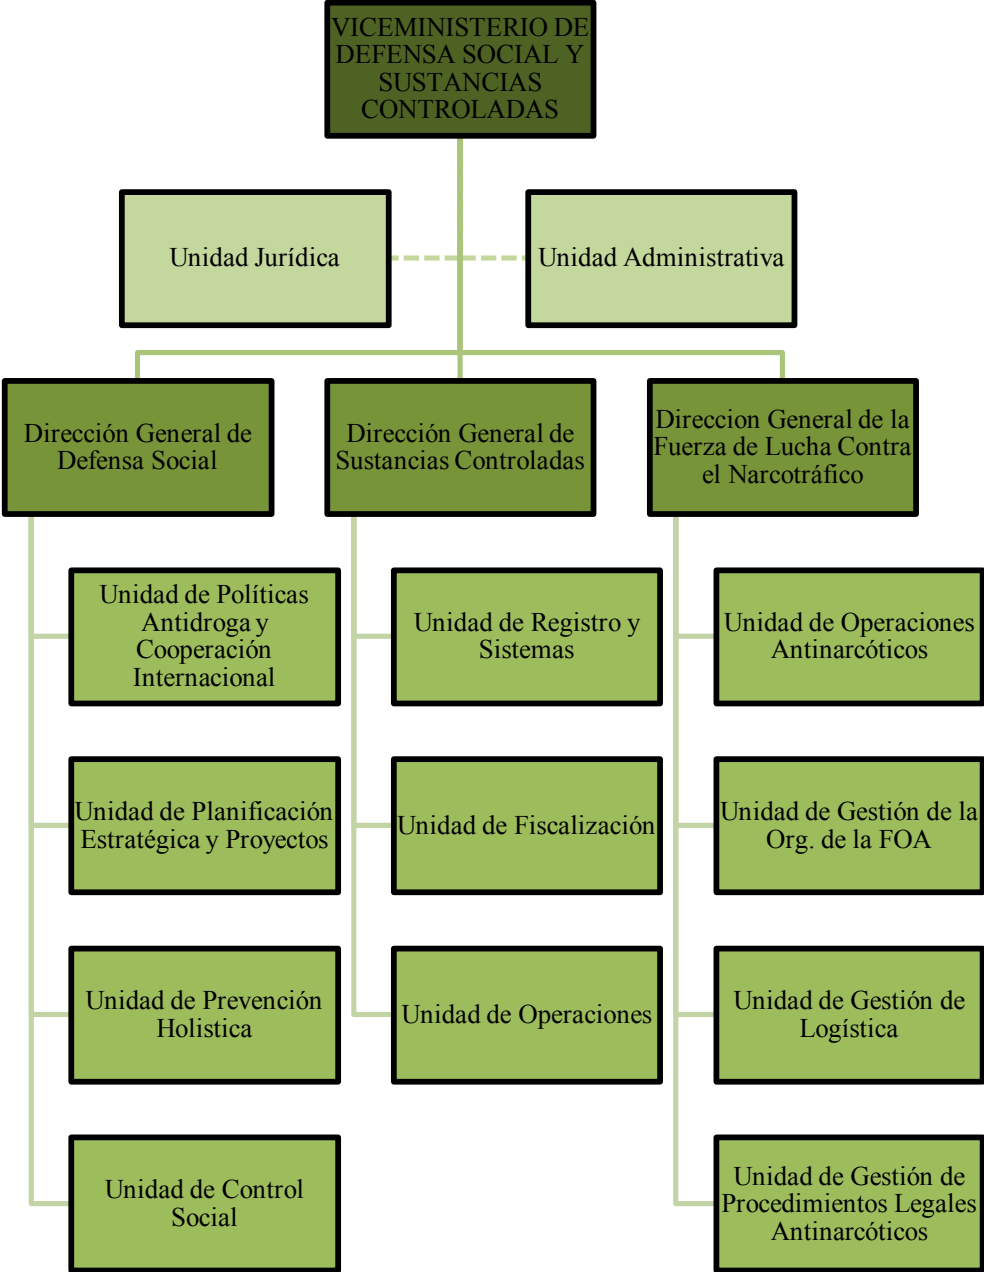 VICEMINISTERIO DE
DEFENSA SOCIAL Y
SUSTANCIAS
CONTROLADAS
Unidad Jurídica
Unidad Administrativa
Dirección General de
Defensa Social
Dirección General de
Sustancias Controladas
Direccion General de la
Fuerza de Lucha Contra
el Narcotráfico
Unidad de Políticas
Antidroga y
Cooperación
Internacional
Unidad de Registro y
Sistemas
Unidad de Operaciones
Antinarcóticos
Unidad de Planificación
Estratégica y Proyectos
Unidad de Fiscalización
Unidad de Gestión de la
Org. de la FOA
Unidad de Prevención
Holistica
Unidad de Operaciones
Unidad de Gestión de
Logística
Unidad de Control
Social
Unidad de Gestión de
Procedimientos Legales
Antinarcóticos